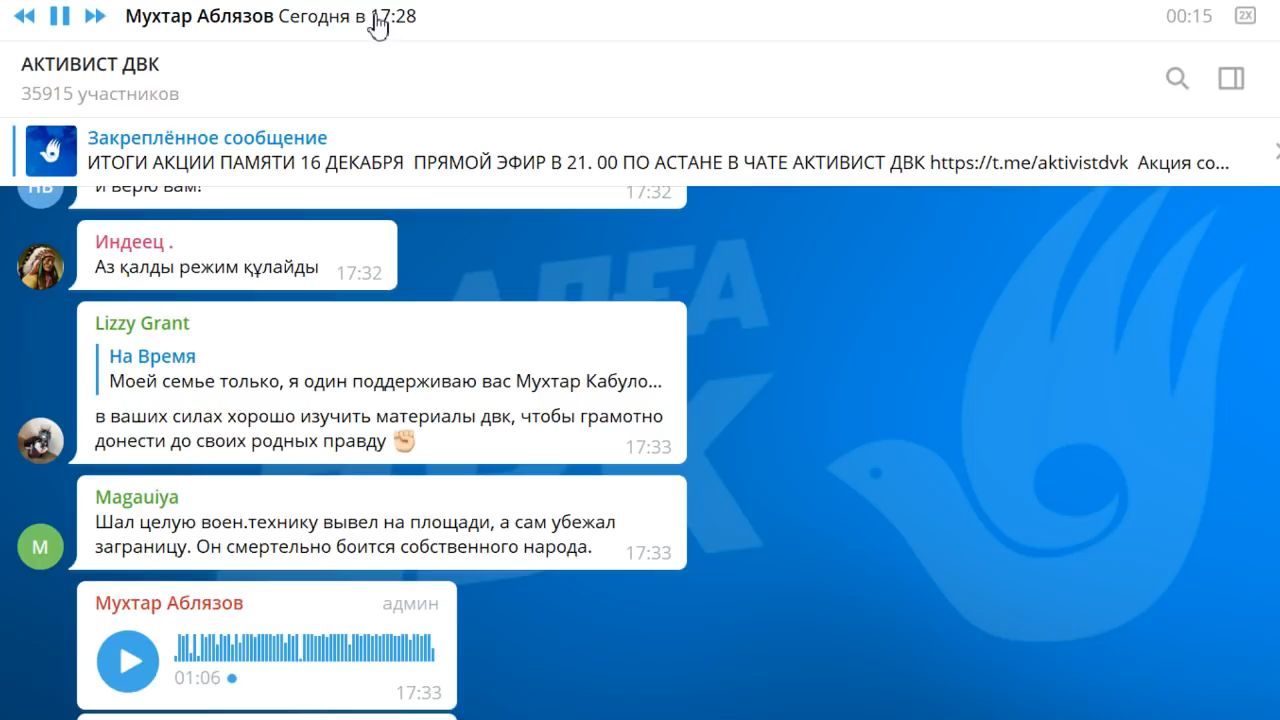 Мухтар Аблязов Сегодня в 17:28
00:15
2X
АКТИВИСТ ДВК
35915 участников
Закреплённое сообщение
ИТОГИ АКЦИИ ПАМЯТИ 16 ДЕКАБРЯ ПРЯМОЙ ЭФИР В 21. 00 ПО АСТАНЕ В ЧАТЕ АКТИВИСТ ДВК https://t.me/aktivistdvk Акция со...
НВ
и верю вам!
17:32
Индеец .
Аз қалды режим құлайды 17:32
Lizzy Grant
На Время
Моей семье только, я один поддерживаю вас Мухтар Кабуло...
в ваших силах хорошо изучить материалы двк, чтобы грамотно
донести до своих родных правду ✊🏻 17:33
Magauiya
Шал целую воен.технику вывел на площади, а сам убежал
заграницу. Он смертельно боится собственного народа. 17:33
М
Мухтар Аблязов админ
01:06
17:33
АЛҒА
ДВК